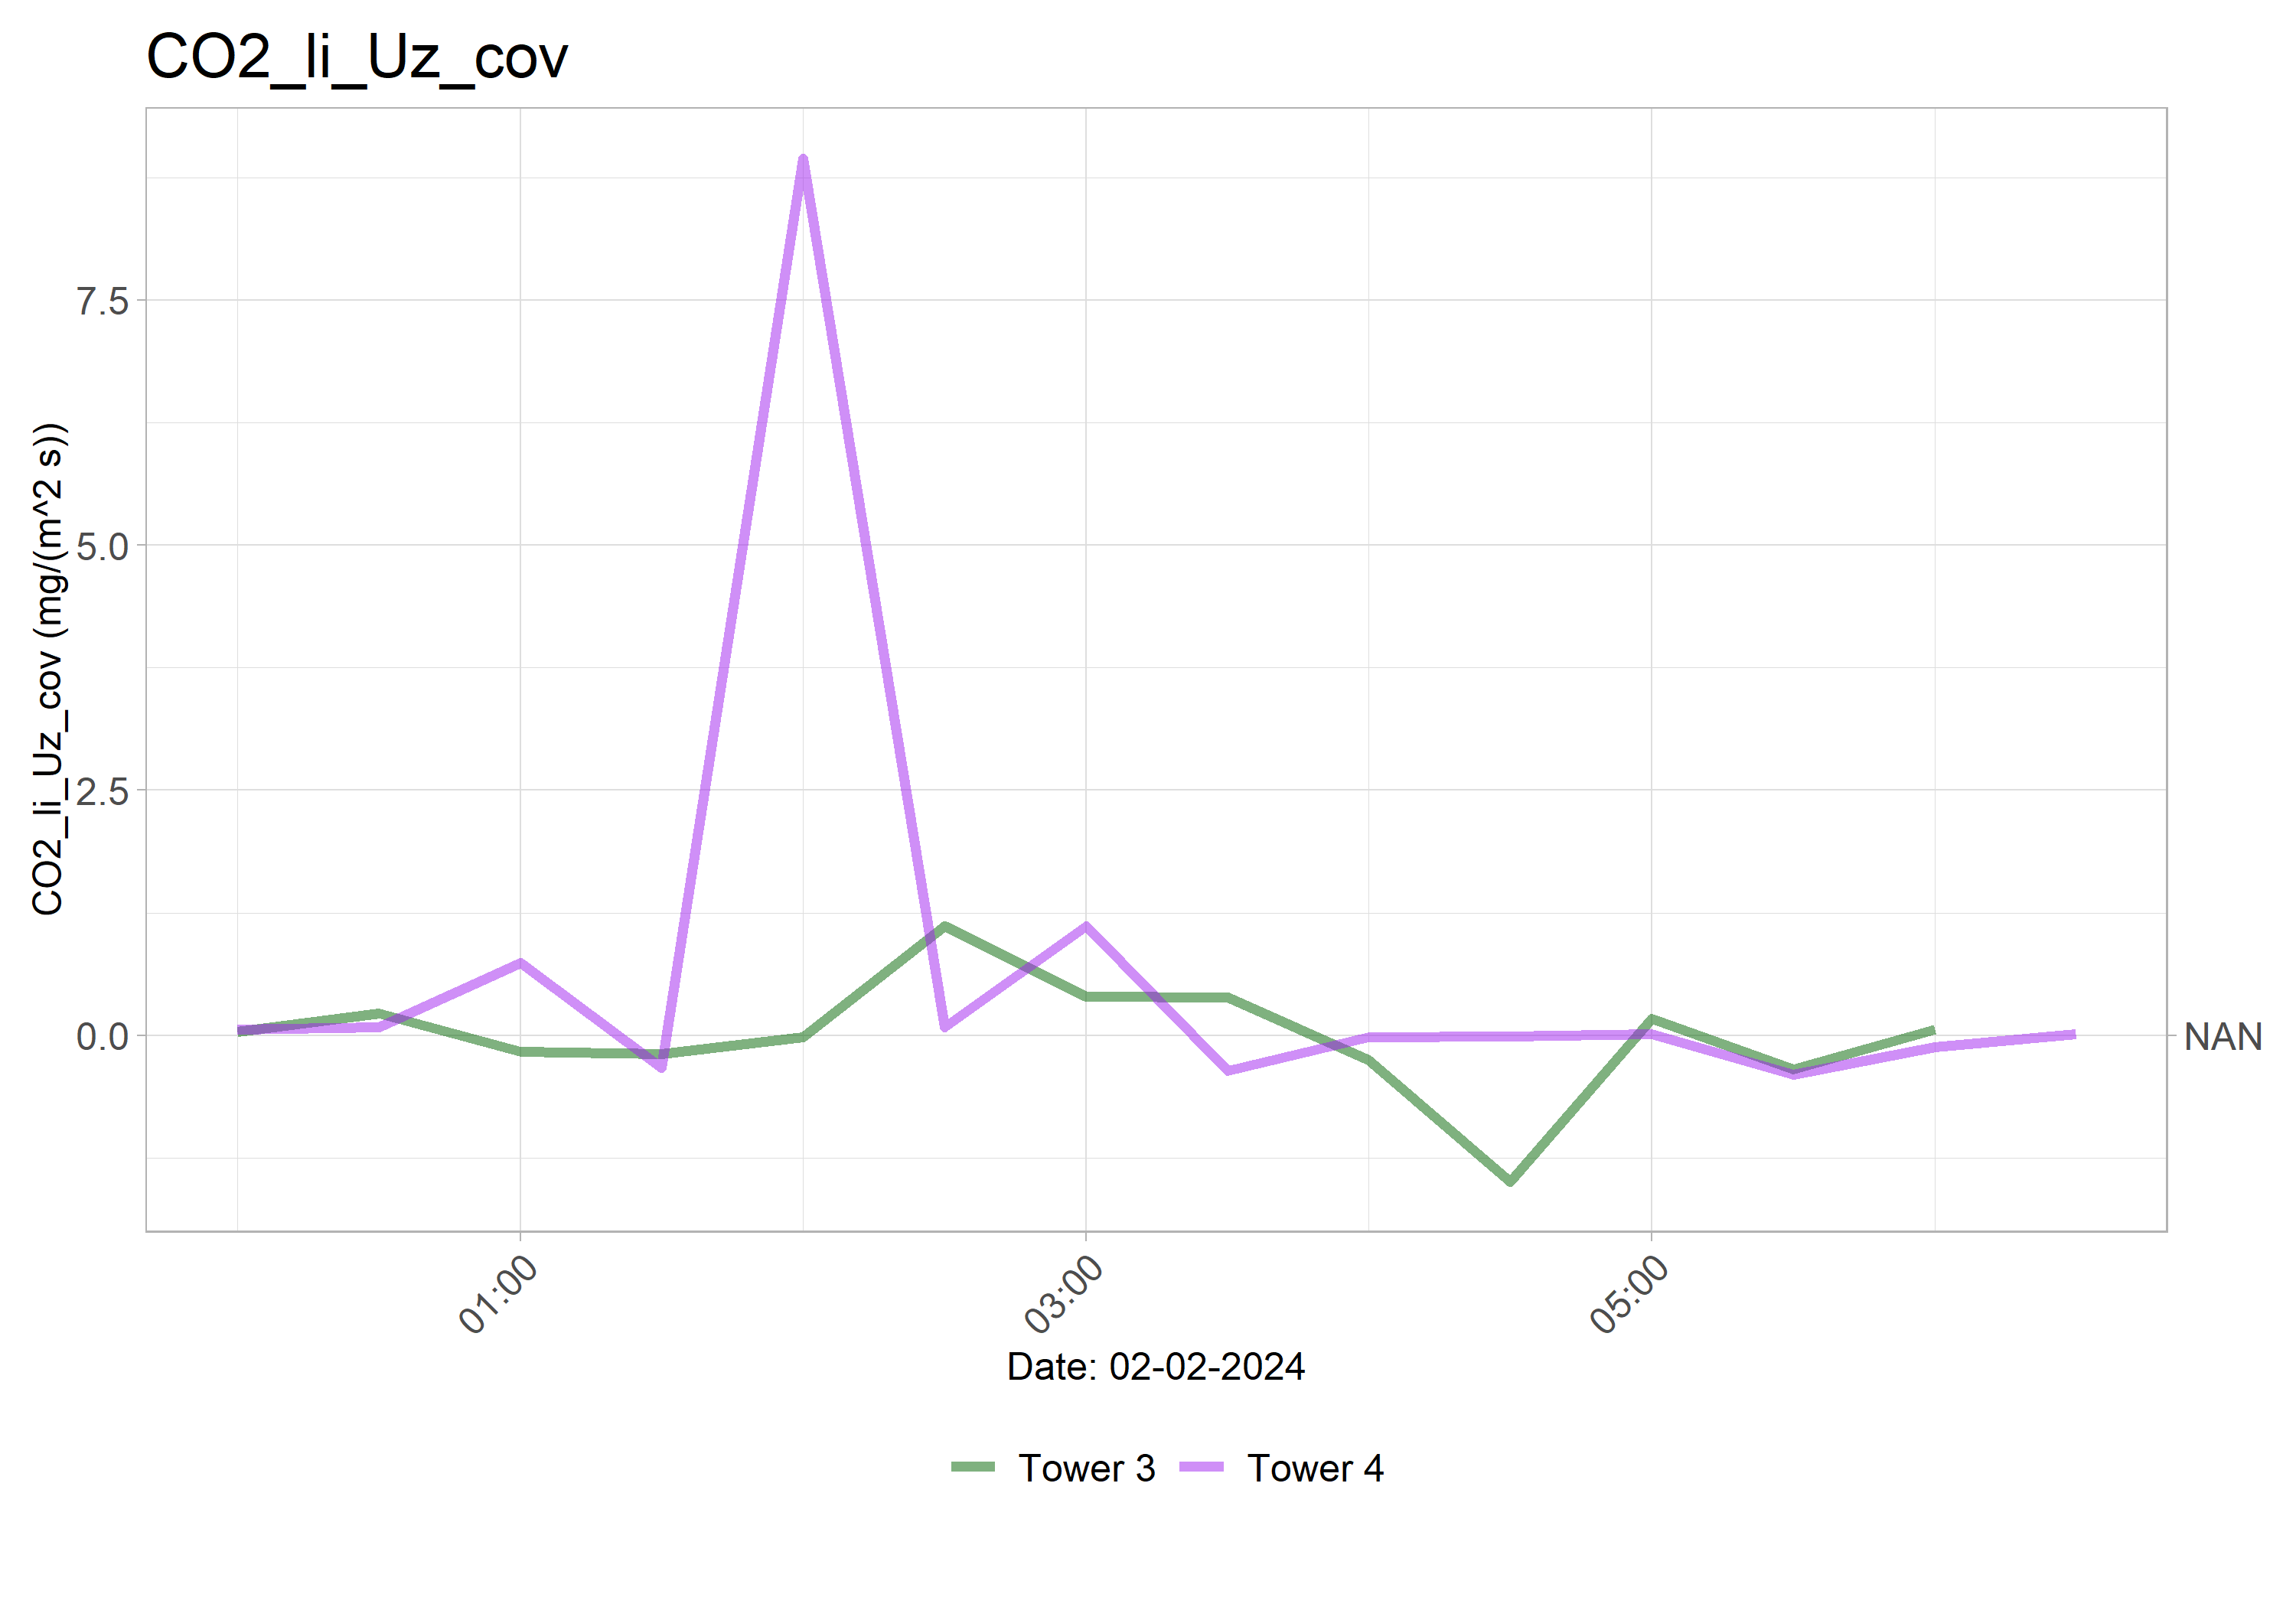 CO2_li_Uz_cov
CO2_li_Uz_cov (mg/(m^2 s))
7.5
5.0
2.5
0.0
NAN
01:00
03:00
05:00
Date: 02-02-2024
Tower 3
Tower 4